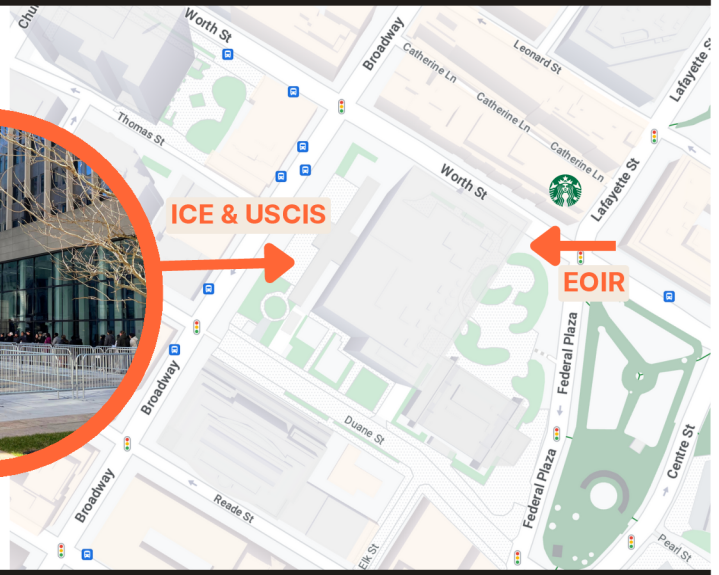 Worth St
Broadway
Leonard St
Lafayette S
Catherine Ln
Catherine Ln
Catherine Ln
Thomas St
Worth St
Lafayette St
ICE & USCIS
EOIR
Federal Plaza
Broadway
Duane St
Centre St
Federal Plaza
Broadway
Reade St
Elk St
Pearl St